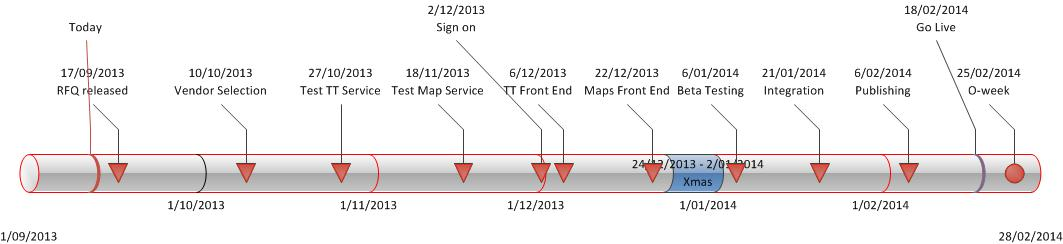 2/12/2013
Sign on
18/02/2014
Go Live
Today
17/09/2013
RFQ released
10/10/2013
Vendor Selection
27/10/2013
Test TT Service
18/11/2013
Test Map Service
6/12/2013
TT Front End
22/12/2013
Maps Front End
6/01/2014
Beta Testing
21/01/2014
Integration
6/02/2014
Publishing
25/02/2014
O-week
24/12/2013 - 2/01/2014
Xmas
1/10/2013
1/11/2013
1/12/2013
1/01/2014
1/02/2014
1/09/2013
28/02/2014